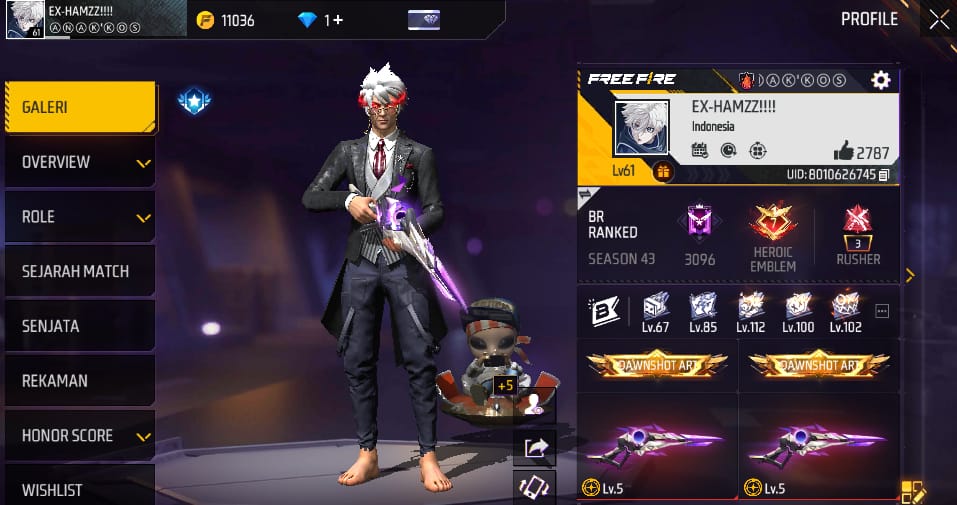 EX-HAMZZ!!!!
ⒶⓃⒶⓀ'ⓀⓄⓈ
61
11036
1+
PROFILE
GALERI
OVERVIEW
ROLE
SEJARAH MATCH
SENJATA
REKAMAN
HONOR SCORE
WISHLIST
+5
FREE FIRE
ⒶⓀ'ⓀⓄⓈ
EX-HAMZZ!!!!
Indonesia
2787
Lv61
UID: 8010626745
BR
RANKED
SEASON 43
3096
7
HEROIC
EMBLEM
3
RUSHER
Lv.67
Lv.85
Lv.112
Lv.100
Lv.102
DAWNSHOT ART
DAWNSHOT ART
Lv.5
Lv.5